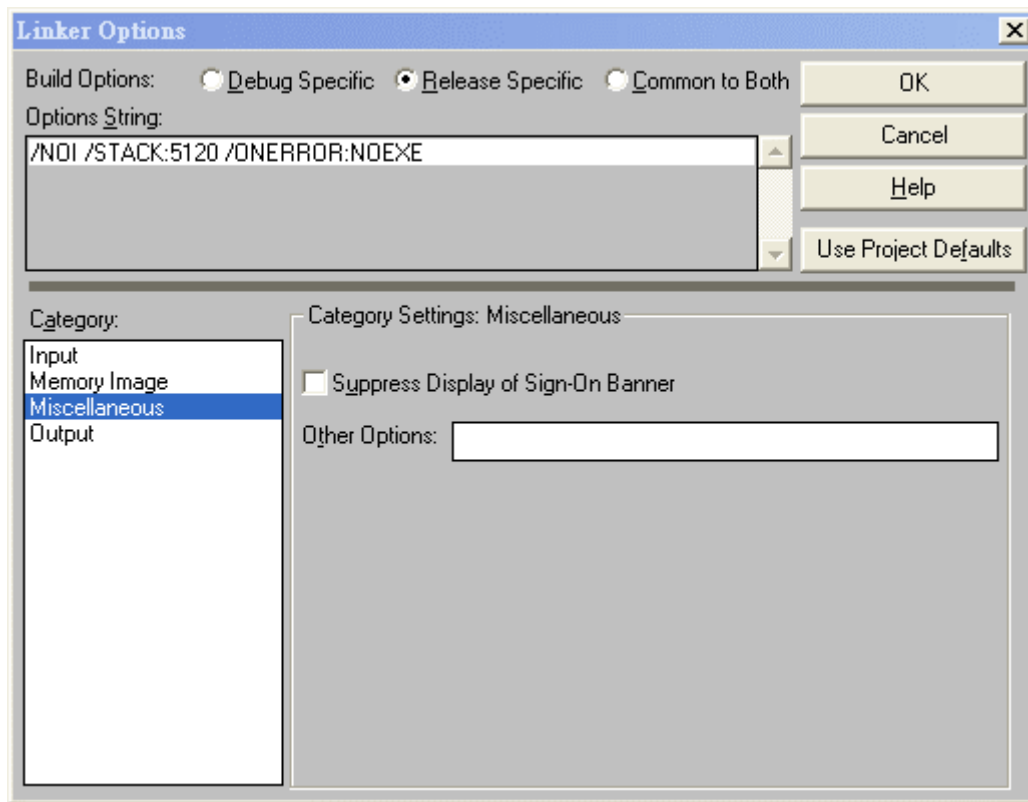 Linker Options
Build Options: Debug Specific Release Specific Common to Both OK
Options String:
Cancel
/NOI /STACK:5120 /ONERROR:NOEXE
Help
Use Project Defaults
Category:
Category Settings: Miscellaneous
Input
Memory Image
Miscellaneous
Output
Suppress Display of Sign-On Banner
Other Options: